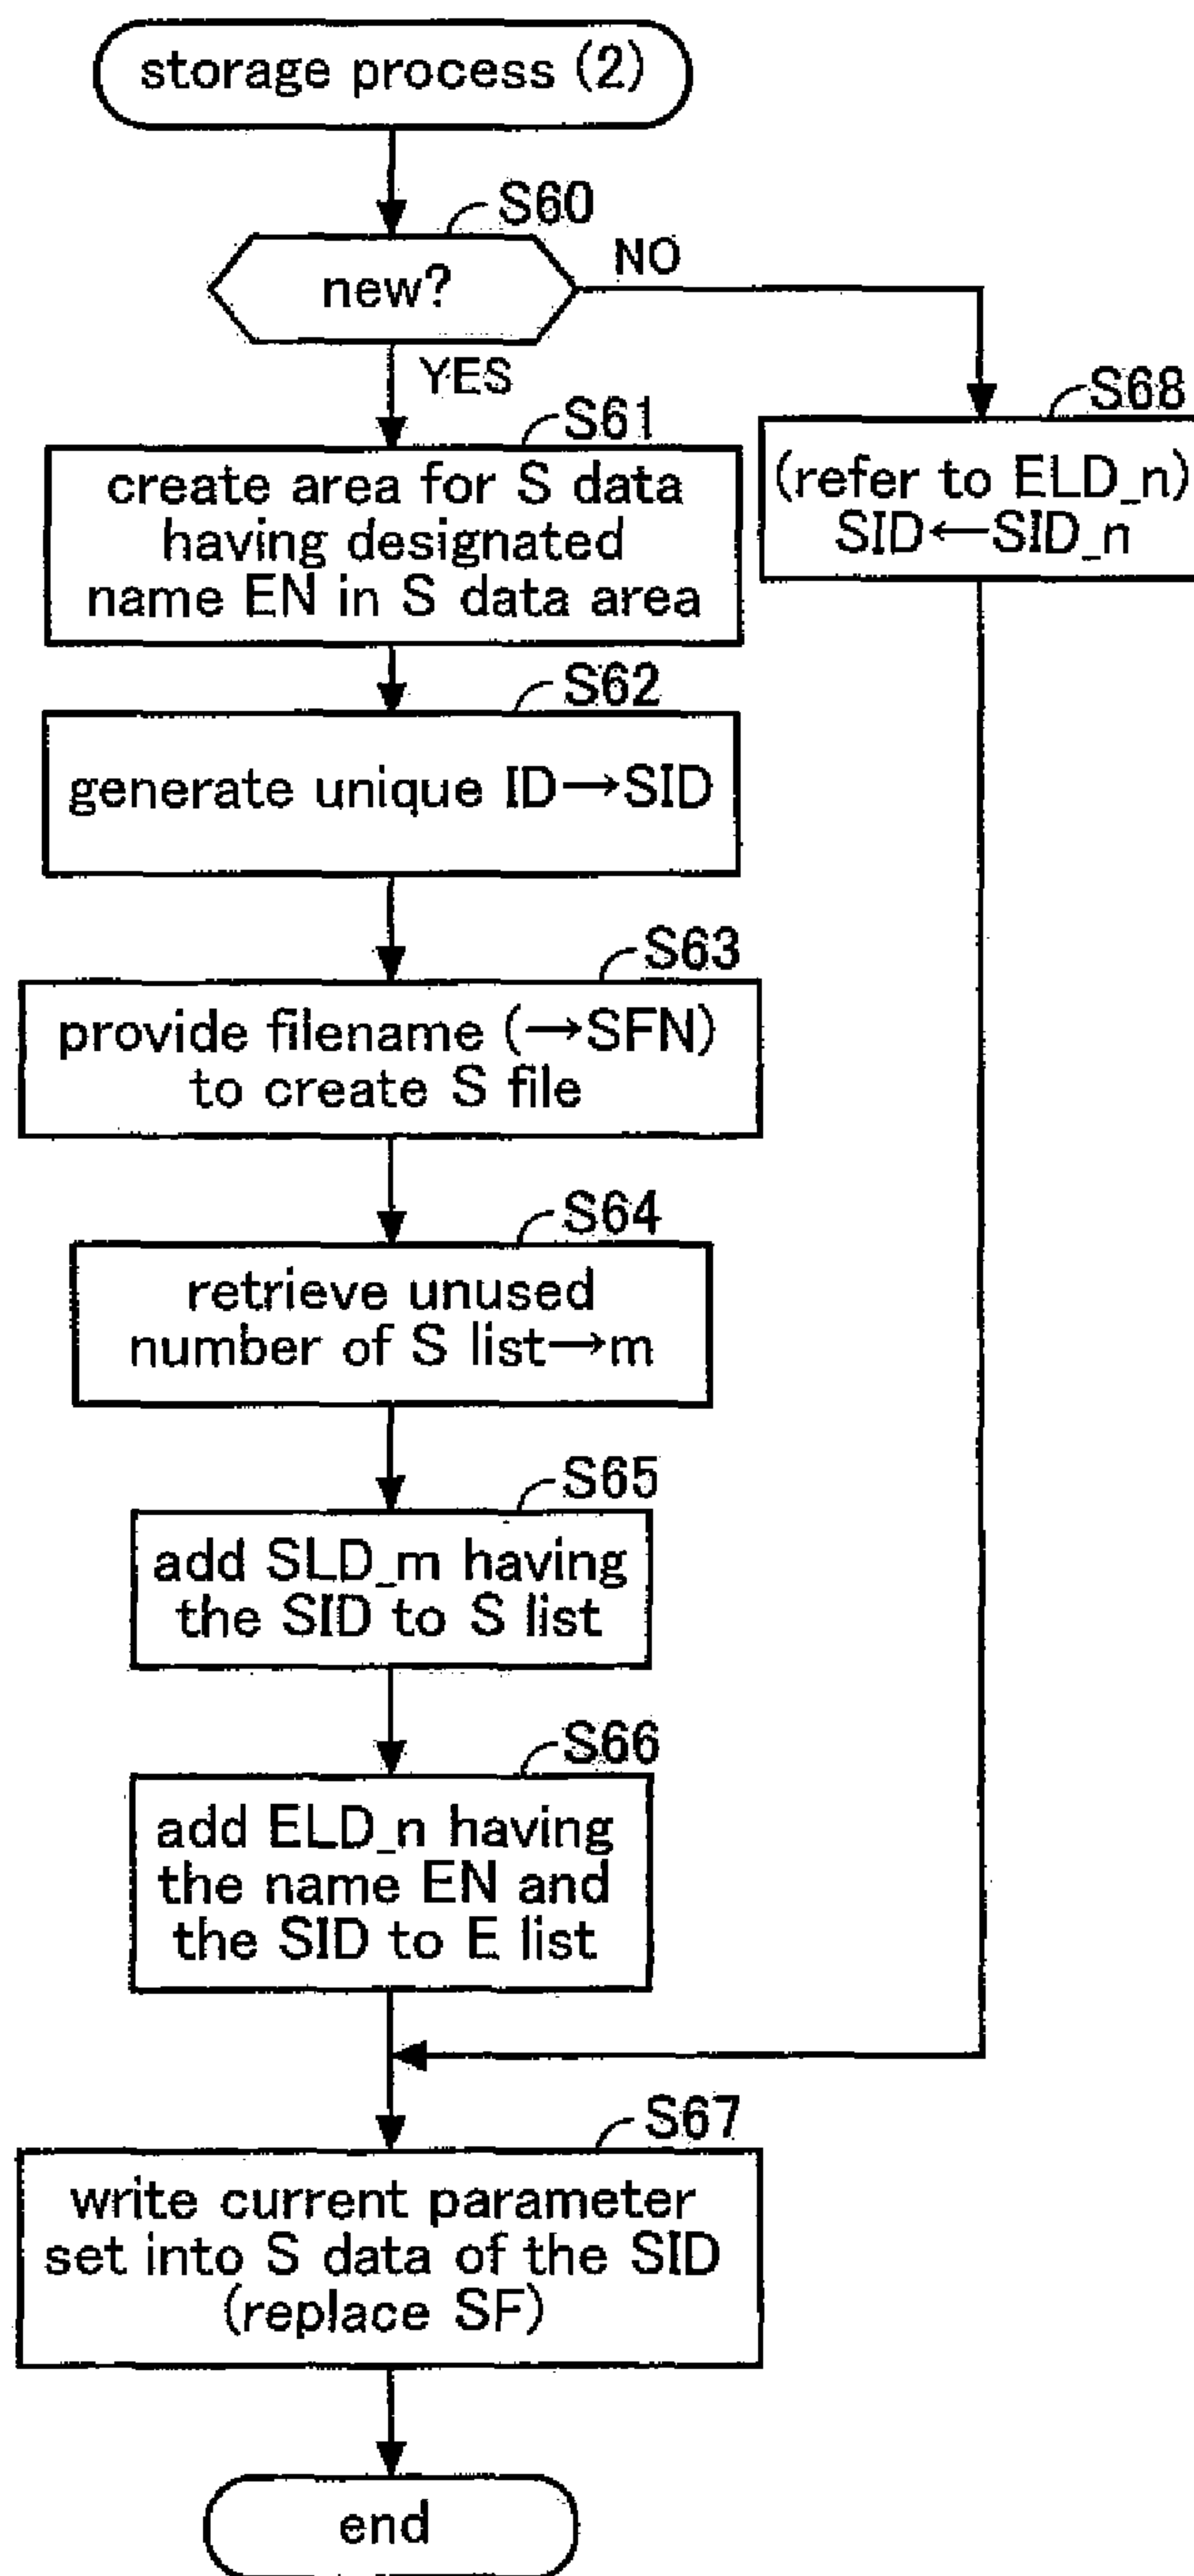 storage process (2)
S60
new?
NO
YES
S61
create area for S data
having designated
name EN in S data area
S68
(refer to ELD_n)
SID←SID_n
S62
generate unique ID→SID
S63
provide filename (→SFN)
to create S file
S64
retrieve unused
number of S list→m
S65
add SLD_m having
the SID to S list
S66
add ELD_n having
the name EN and
the SID to E list
S67
write current parameter
set into S data of the SID
(replace SF)
end